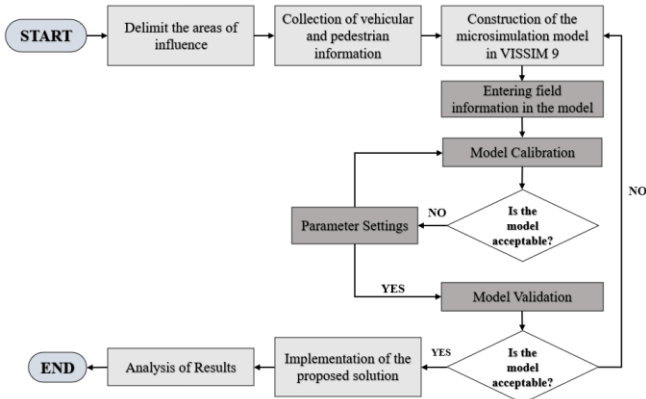 START
Delimit the areas of
influence
Collection of vehicular
and pedestrian
information
Construction of the
microsimulation model
in VISSIM 9
Entering field
information in the model
Model Calibration
NO
Is the
model
acceptable?
NO
Parameter Settings
YES
Model Validation
END
Analysis of Results
Implementation of the
proposed solution
YES
Is the
model
acceptable?